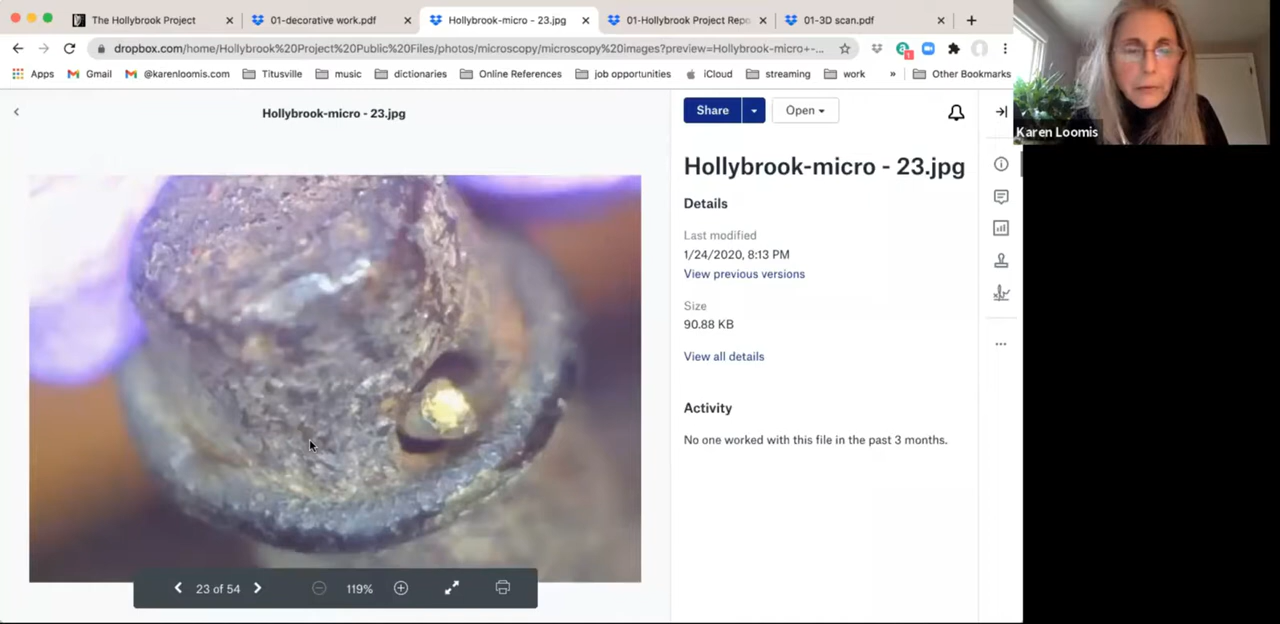 The Hollybrook Project
01-decorative work.pdf
Hollybrook-micro - 23.jpg
01-Hollybrook Project Repo
01-3D scan.pdf
dropbox.com/home/Hollybrook%20Project%20Public%20Files/photos/microscopy/microscopy%20images?preview=Hollybrook-micro+-...
Apps
Gmail
@karenloomis.com
Titusville
music
dictionaries
Online References
job opportunities
iCloud
streaming
work
»
Other Bookmarks
Karen Loomis
Hollybrook-micro - 23.jpg
Share
Open
Hollybrook-micro - 23.jpg
Details
Last modified
1/24/2020, 8:13 PM
View previous versions
Size
90.88 KB
View all details
Activity
No one worked with this file in the past 3 months.
23 of 54
119%